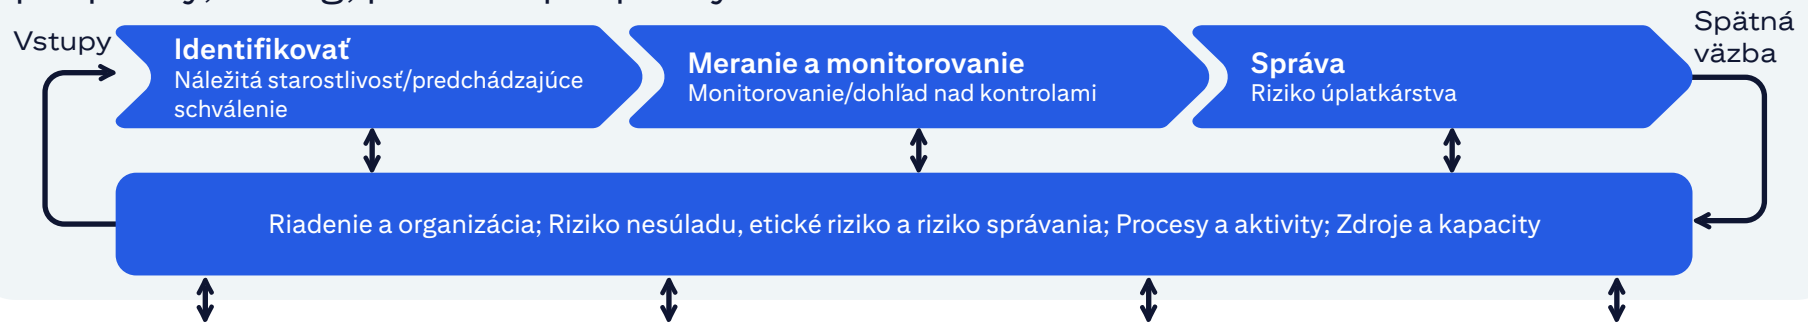 Vstupy
Identifikovať
Náležitá starostlivosť/predchádzajúce
schválenie
Meranie a monitorovanie
Monitorovanie/dohľad nad kontrolami
Správa
Riziko úplatkárstva
Spätná
väzba
Riadenie a organizácia; Riziko nesúladu, etické riziko a riziko správania; Procesy a aktivity; Zdroje a kapacity